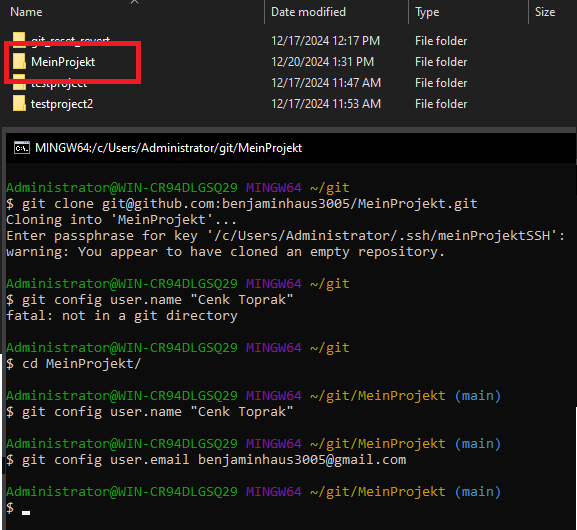 Name Date modified Type Size
git_reset_revert 12/17/2024 12:17 PM File folder
MeinProjekt 12/20/2024 1:31 PM File folder
testproject 12/17/2024 11:47 AM File folder
testproject2 12/17/2024 11:53 AM File folder
MINGW64:/c/Users/Administrator/git/MeinProjekt
Administrator@WIN-CR94DLGSQ29 MINGW64 ~/git
$ git clone git@github.com:benjaminhaus3005/MeinProjekt.git
Cloning into 'MeinProjekt'...
Enter passphrase for key '/c/Users/Administrator/.ssh/meinProjektSSH':
warning: You appear to have cloned an empty repository.
Administrator@WIN-CR94DLGSQ29 MINGW64 ~/git
$ git config user.name "Cenk Toprak"
fatal: not in a git directory
Administrator@WIN-CR94DLGSQ29 MINGW64 ~/git
$ cd MeinProjekt/
Administrator@WIN-CR94DLGSQ29 MINGW64 ~/git/MeinProjekt (main)
$ git config user.name "Cenk Toprak"
Administrator@WIN-CR94DLGSQ29 MINGW64 ~/git/MeinProjekt (main)
$ git config user.email benjaminhaus3005@gmail.com
Administrator@WIN-CR94DLGSQ29 MINGW64 ~/git/MeinProjekt (main)
$